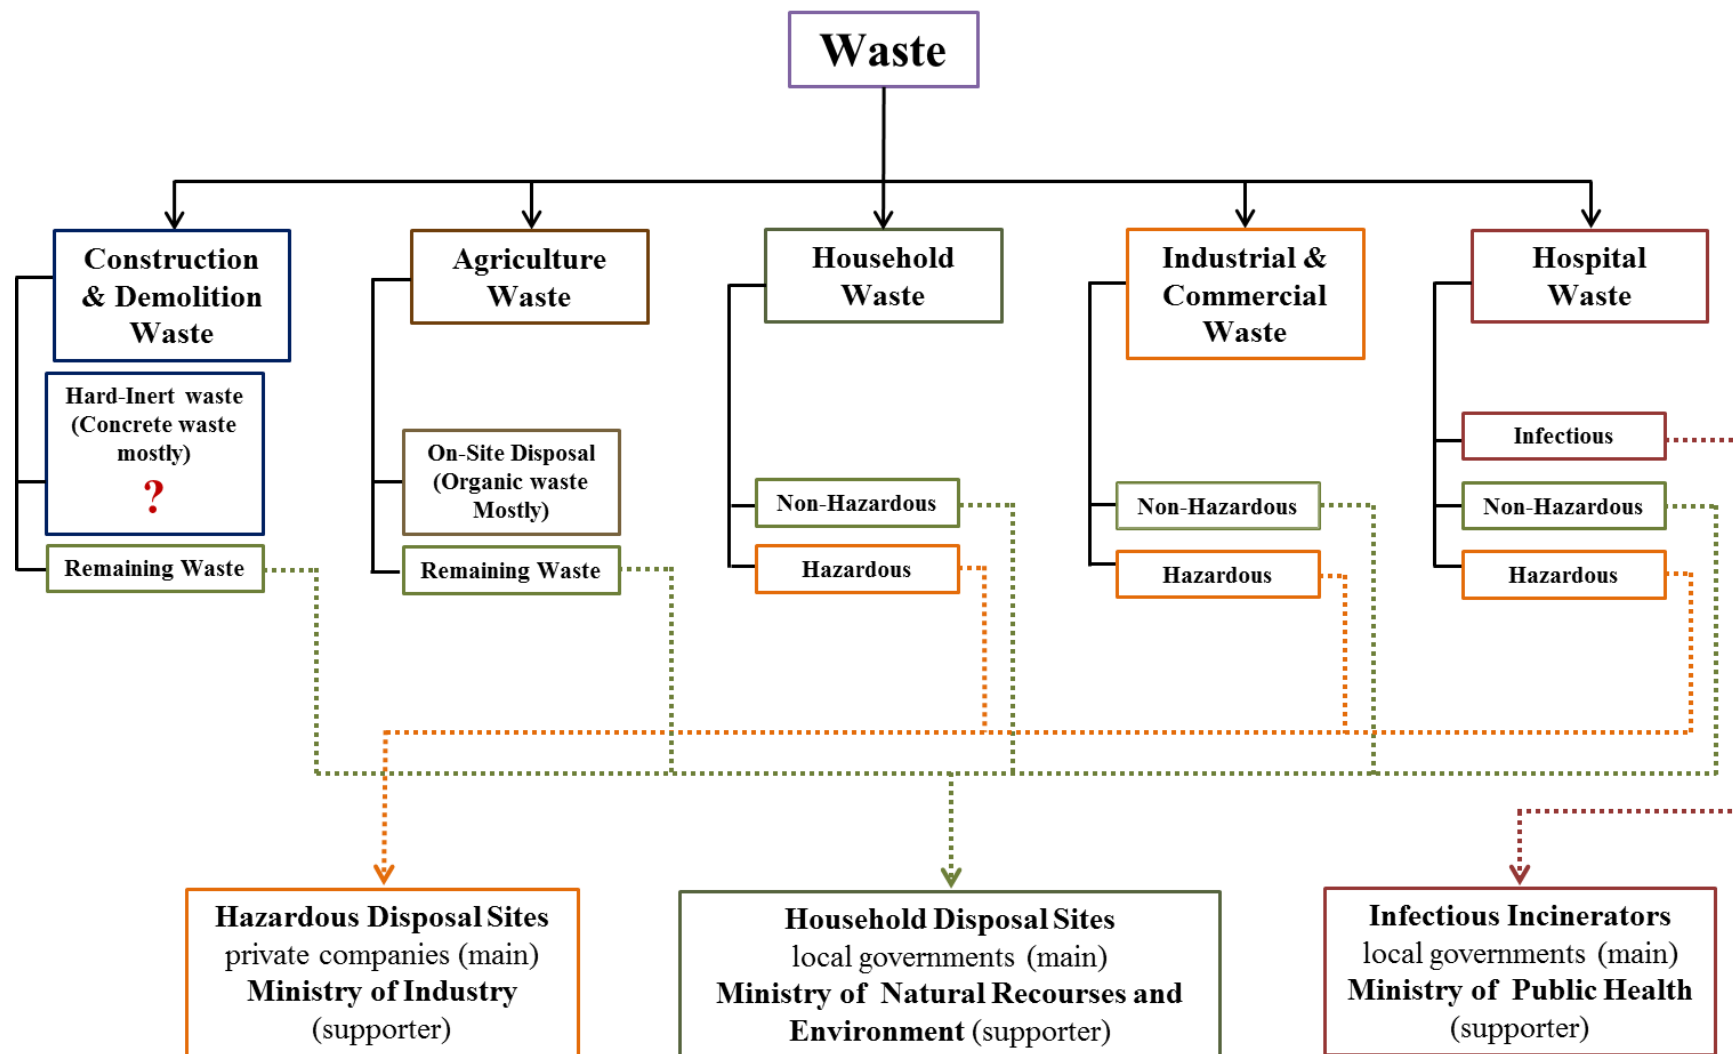 Waste
Construction
& Demolition
Waste
Agriculture
Waste
Household
Waste
Industrial &
Commercial
Waste
Hospital
Waste
Hard-Inert waste
(Concrete waste
mostly)
?
On-Site Disposal
(Organic waste
Mostly)
Infectious
Non-Hazardous
Non-Hazardous
Non-Hazardous
Remaining Waste
Remaining Waste
Hazardous
Hazardous
Hazardous
Hazardous Disposal Sites
private companies (main)
Ministry of Industry
(supporter)
Household Disposal Sites
local governments (main)
Ministry of Natural Recourses and
Environment (supporter)
Infectious Incinerators
local governments (main)
Ministry of Public Health
(supporter)